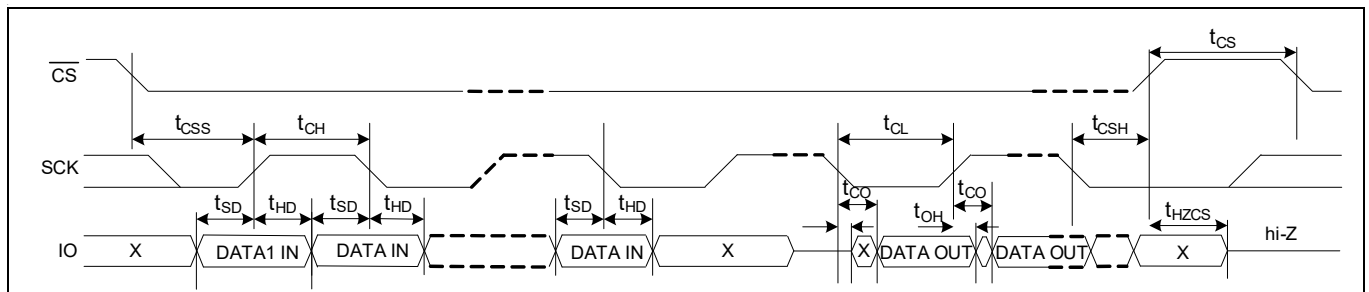 tCS
CS
tCSS tCH tCL tCSH
SCK
tSD tHD tSD tHD tSD tHD tCO tOH tCO tHZCS
IO X DATA1 IN DATA IN DATA IN X X DATA OUT DATA OUT X hi-Z